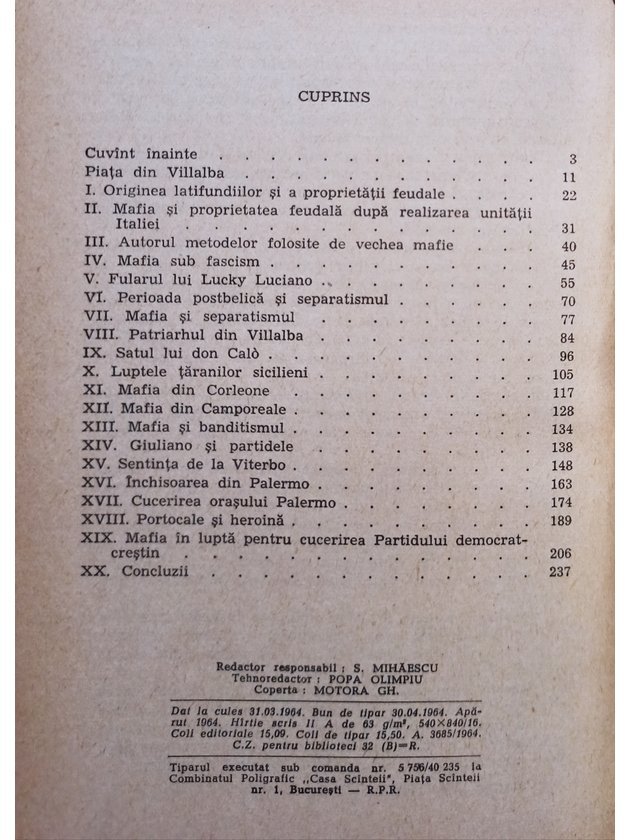 CUPRINS
Cuvînt înainte . . . . . . . . . . . . . 3
Piața din Villalba . . . . . . . . . . . . 11
I. Originea latifundiilor și a proprietății feudale . . . . 22
II. Mafia și proprietatea feudală după realizarea unității
Italiei . . . . . . . . . . . . . . 31
III. Autorul metodelor folosite de vechea mafie . . . 40
IV. Mafia sub fascism . . . . . . . . . . . 45
V. Fularul lui Lucky Luciano . . . . . . . . . 55
VI. Perioada postbelică și separatismul . . . . . . 70
VII. Mafia și separatismul . . . . . . . . . 77
VIII. Patriarhul din Villalba . . . . . . . . . 84
IX. Satul lui don Calò . . . . . . . . . . . 96
X. Luptele țăranilor sicilieni . . . . . . . . . 105
XI. Mafia din Corleone . . . . . . . . . . 117
XII. Mafia din Camporeale . . . . . . . . . . 128
XIII. Mafia și banditismul . . . . . . . . . . 134
XIV. Giuliano și partidele . . . . . . . . . 138
XV. Sentința de la Viterbo . . . . . . . . . . 148
XVI. Închisoarea din Palermo . . . . . . . . . 163
XVII. Cucerirea orașului Palermo . . . . . . . . 174
XVIII. Portocale și heroină . . . . . . . . . . 189
XIX. Mafia în luptă pentru cucerirea Partidului democrat-
creștin . . . . . . . . . . . . . 206
XX. Concluzii . . . . . . . . . . . . . 237
Redactor responsabil : S. MIHĂESCU
Tehnoredactor : POPA OLIMPIU
Coperta : MOTORA GH.
Dat la cules 31.03.1964. Bun de tipar 30.04.1964. Apă-
rut 1964. Hîrtie scris II A de 63 g/m², 540×840/16.
Coli editoriale 15,09. Coli de tipar 15,50. A. 3685/1964.
C.Z. pentru biblioteci 32 (B)=R.
Tiparul executat sub comanda nr. 5 756/40 235 la
Combinatul Poligrafic „Casa Scînteii", Piața Scînteii
nr. 1, București — R.P.R.